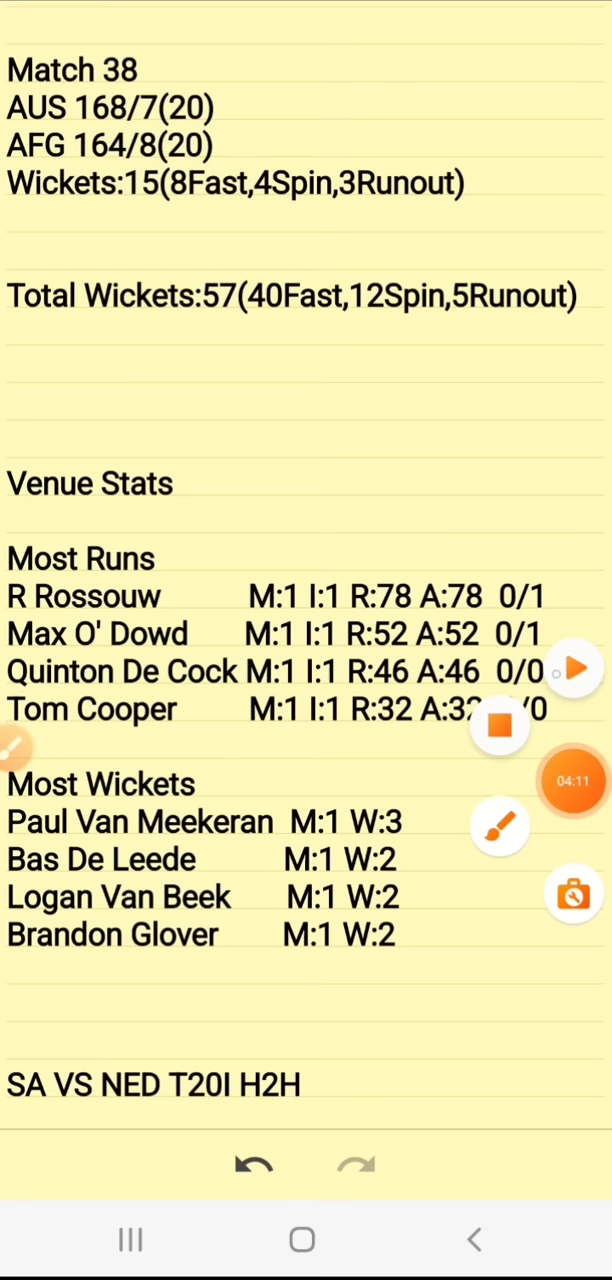 Match 38
AUS 168/7(20)
AFG 164/8(20)
Wickets:15(8Fast,4Spin,3Runout)
Total Wickets:57(40Fast,12Spin,5Runout)
Venue Stats
Most Runs
R Rossouw M:1 I:1 R:78 A:78 0/1
Max O' Dowd M:1 I:1 R:52 A:52 0/1
Quinton De Cock M:1 I:1 R:46 A:46 0/0
Tom Cooper M:1 I:1 R:32 /0
04:11
Most Wickets
Paul Van Meekeran M:1 W:3
Bas De Leede M:1 W:2
Logan Van Beek M:1 W:2
Brandon Glover M:1 W:2
SA VS NED T20I H2H